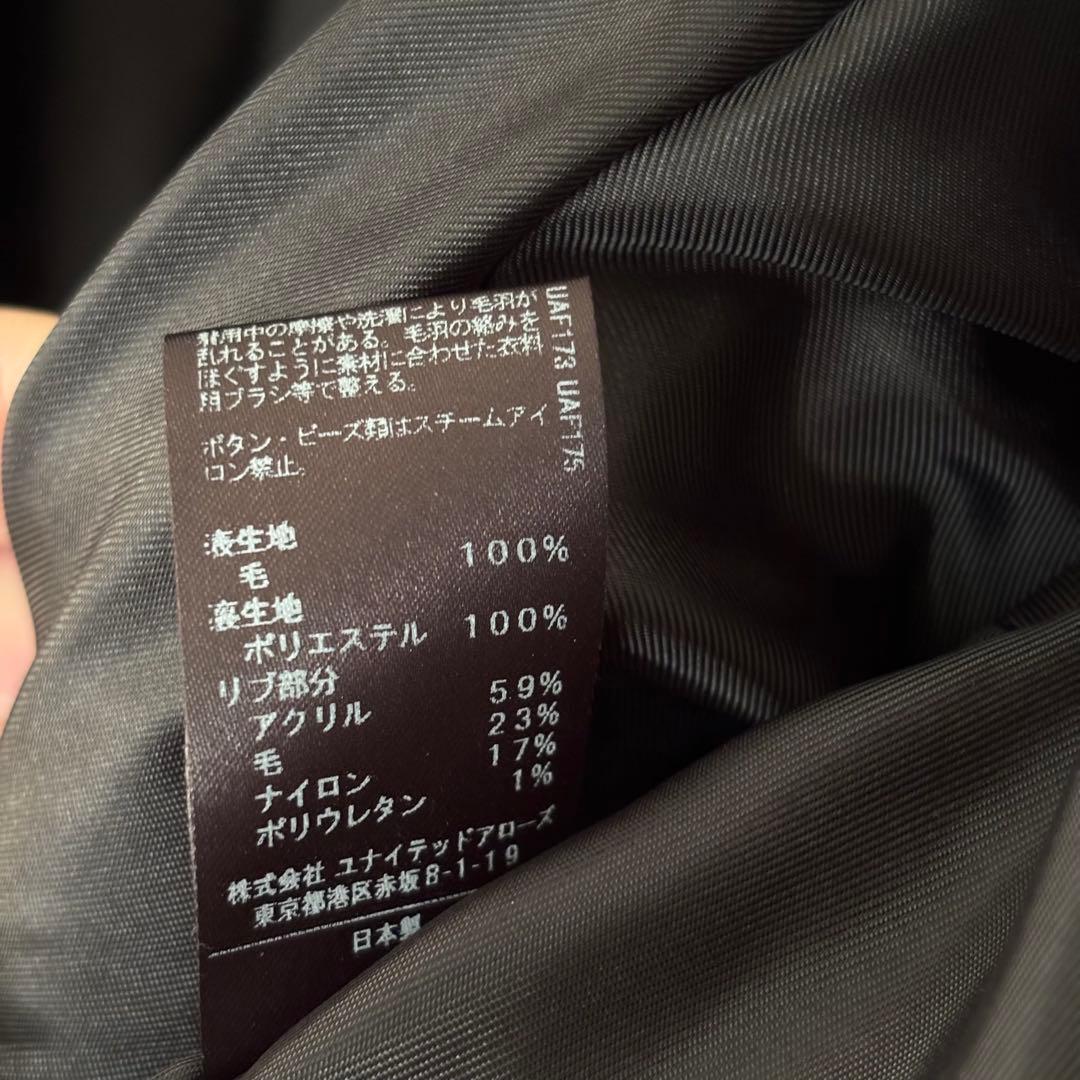 着用中の摩擦や洗濯により毛羽が
乱れることがある。毛羽の絡みを
ほぐすように素材に合わせた衣料
用ブラシ等で整える。
ボタン・ビーズ類はスチームアイ
ロン禁止。
UAF173 UAF175
表生地
毛 100%
裏生地
ポリエステル 100%
リブ部分
アクリル 59%
毛 23%
ナイロン 17%
ポリウレタン 1%
株式会社 ユナイテッドアローズ
東京都港区赤坂8-1-19
日本製